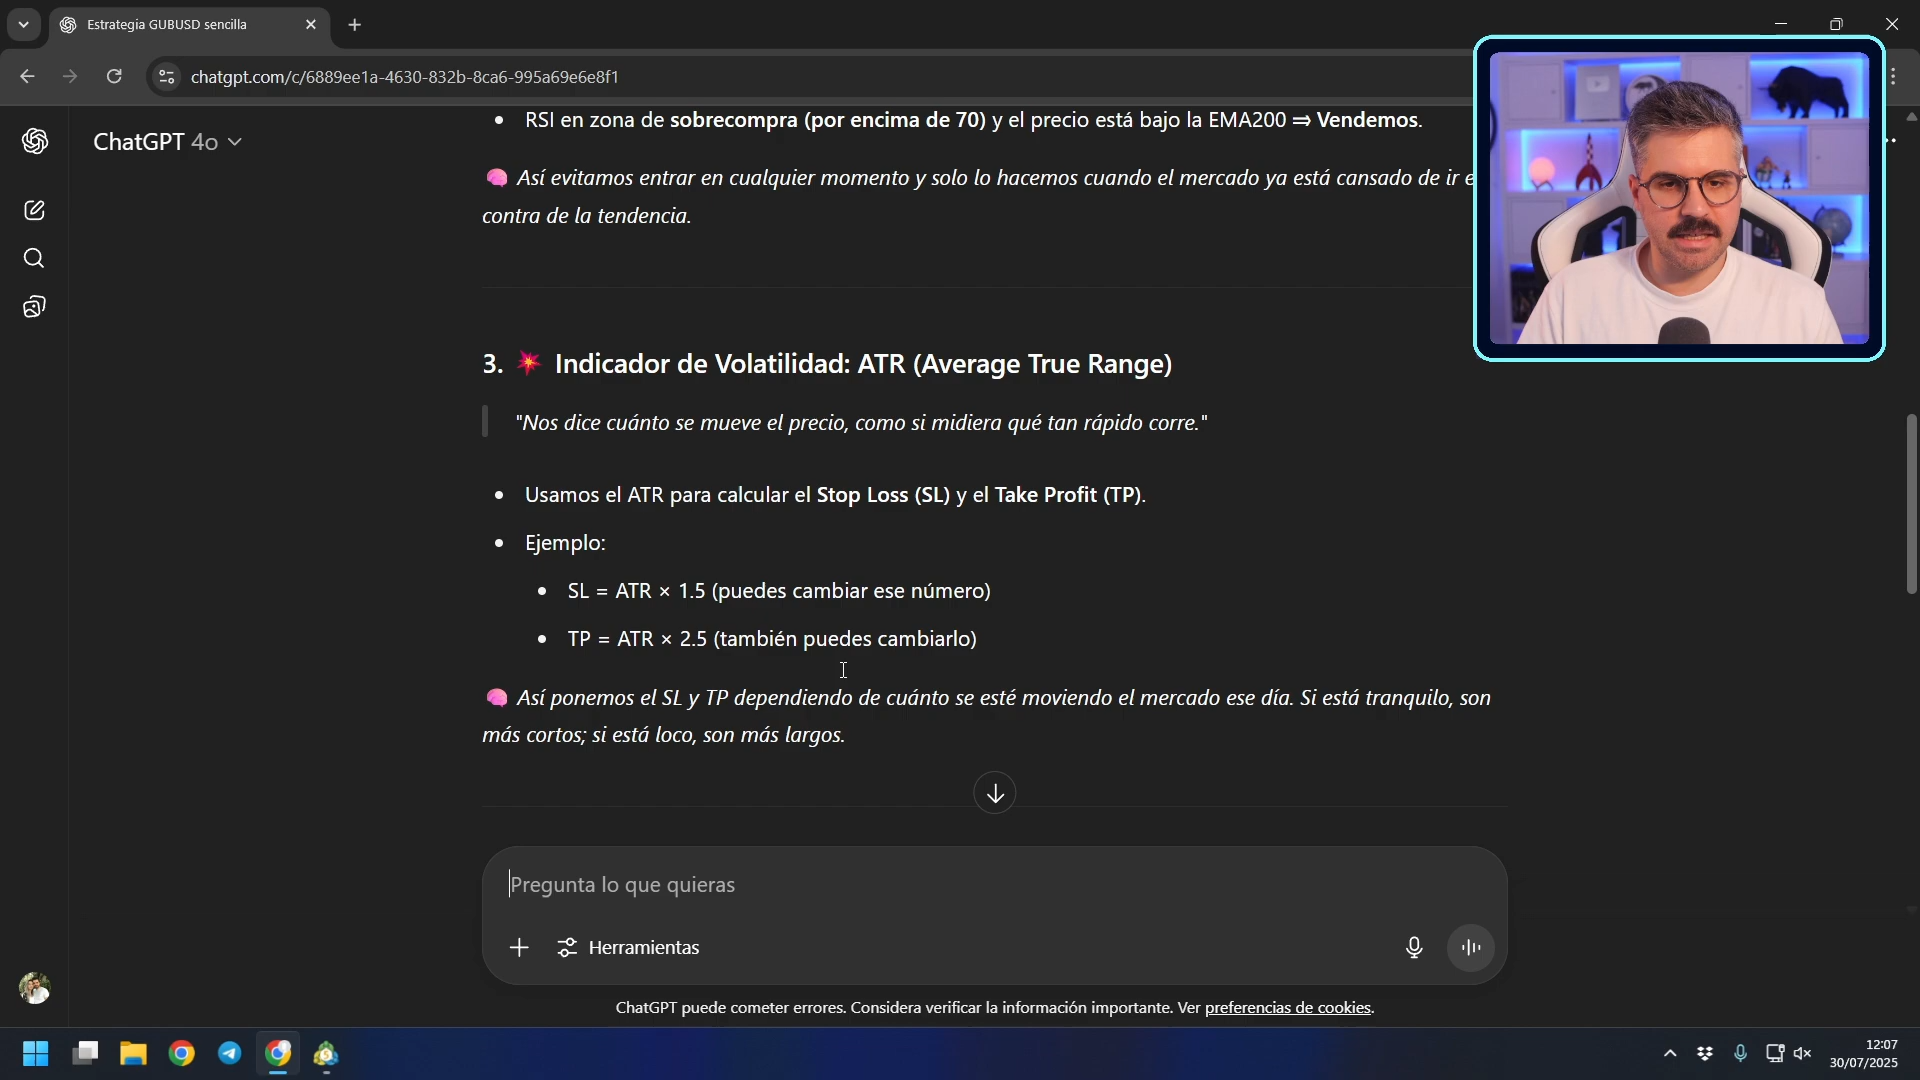 Estrategia GUBUSD sencilla
chatgpt.com/c/6889ee1a-4630-832b-8ca6-995a69e6e8f1
ChatGPT 4o
• RSI en zona de sobrecompra (por encima de 70) y el precio está bajo la EMA200 ⇒ Vendemos.
🧠 Así evitamos entrar en cualquier momento y solo lo hacemos cuando el mercado ya está cansado de ir
contra de la tendencia.
3. 💥 Indicador de Volatilidad: ATR (Average True Range)
"Nos dice cuánto se mueve el precio, como si midiera qué tan rápido corre."
• Usamos el ATR para calcular el Stop Loss (SL) y el Take Profit (TP).
• Ejemplo:
• SL = ATR × 1.5 (puedes cambiar ese número)
• TP = ATR × 2.5 (también puedes cambiarlo)
🧠 Así ponemos el SL y TP dependiendo de cuánto se esté moviendo el mercado ese día. Si está tranquilo, son
más cortos; si está loco, son más largos.
Pregunta lo que quieras
Herramientas
ChatGPT puede cometer errores. Considera verificar la información importante. Ver preferencias de cookies.
12:07
30/07/2025